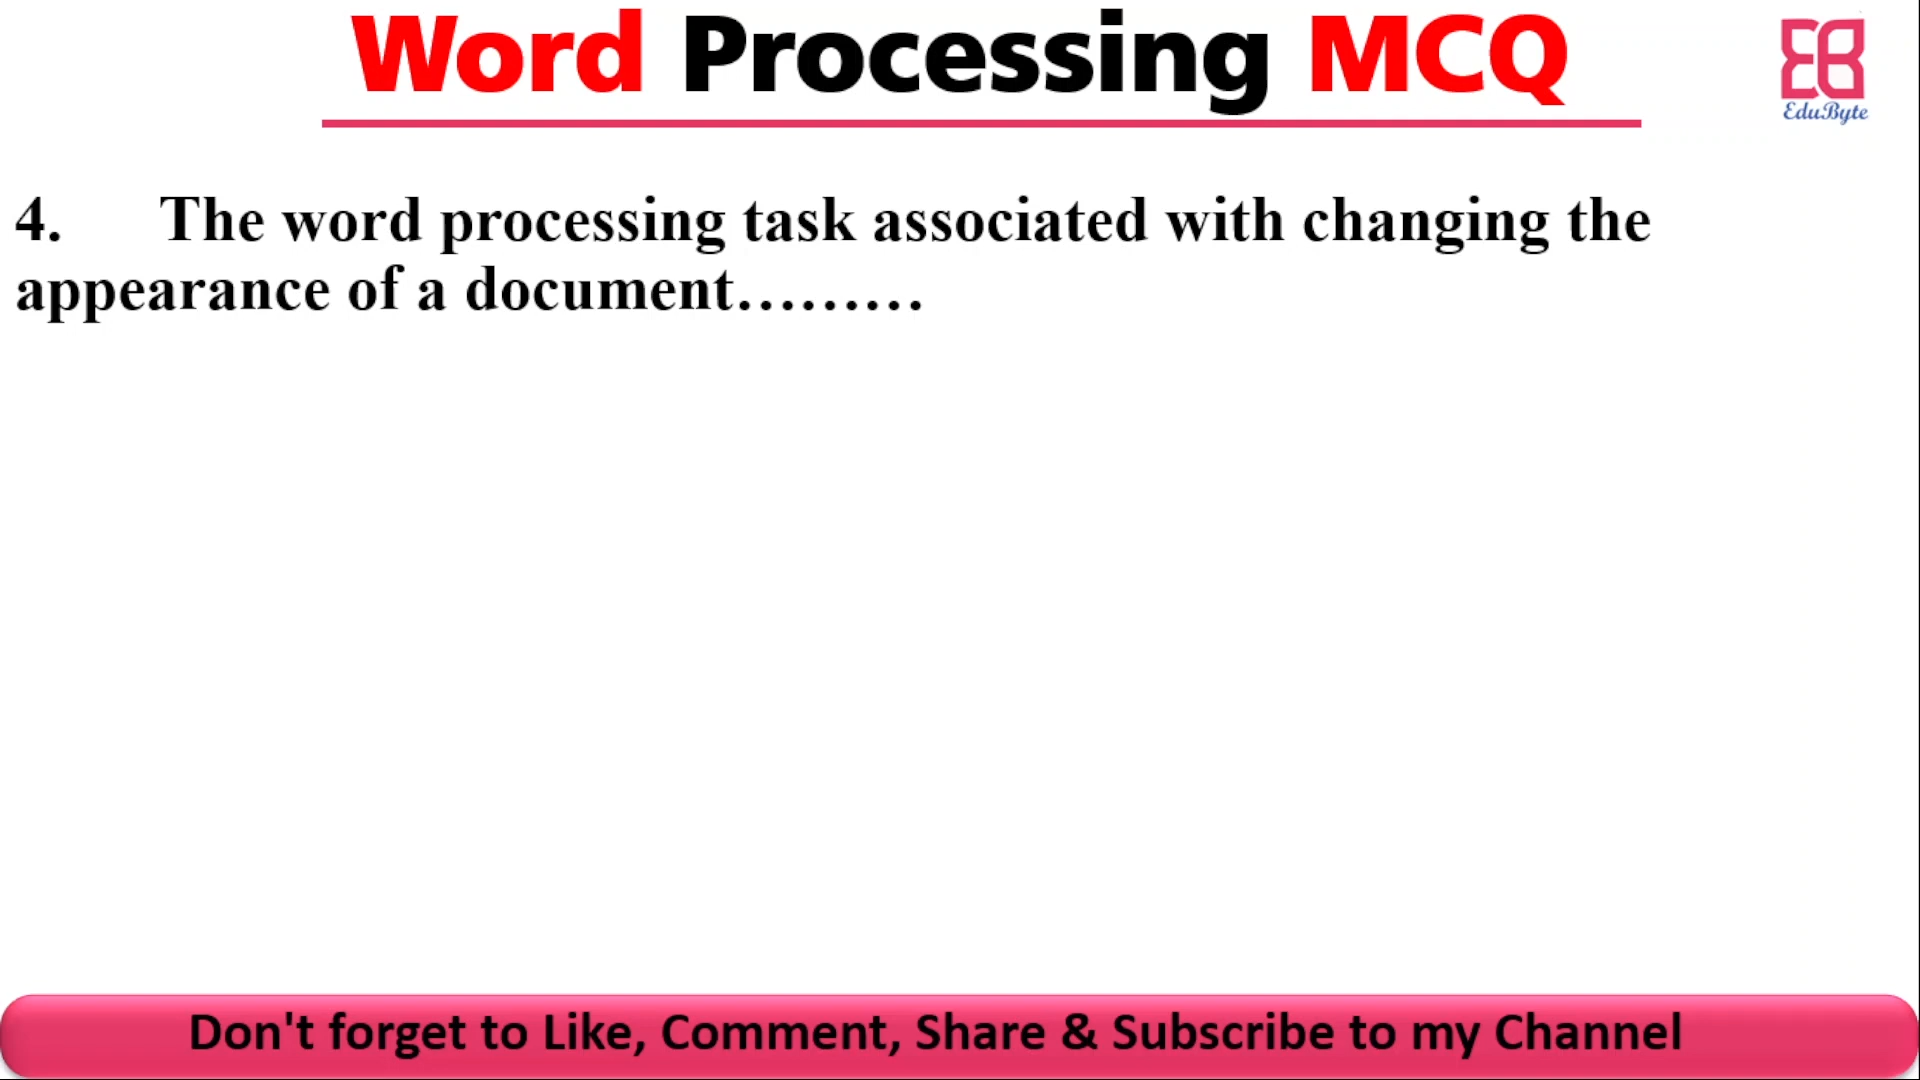 Word Processing MCQ
EduByte
4. The word processing task associated with changing the
appearance of a document.........
Don't forget to Like, Comment, Share & Subscribe to my Channel